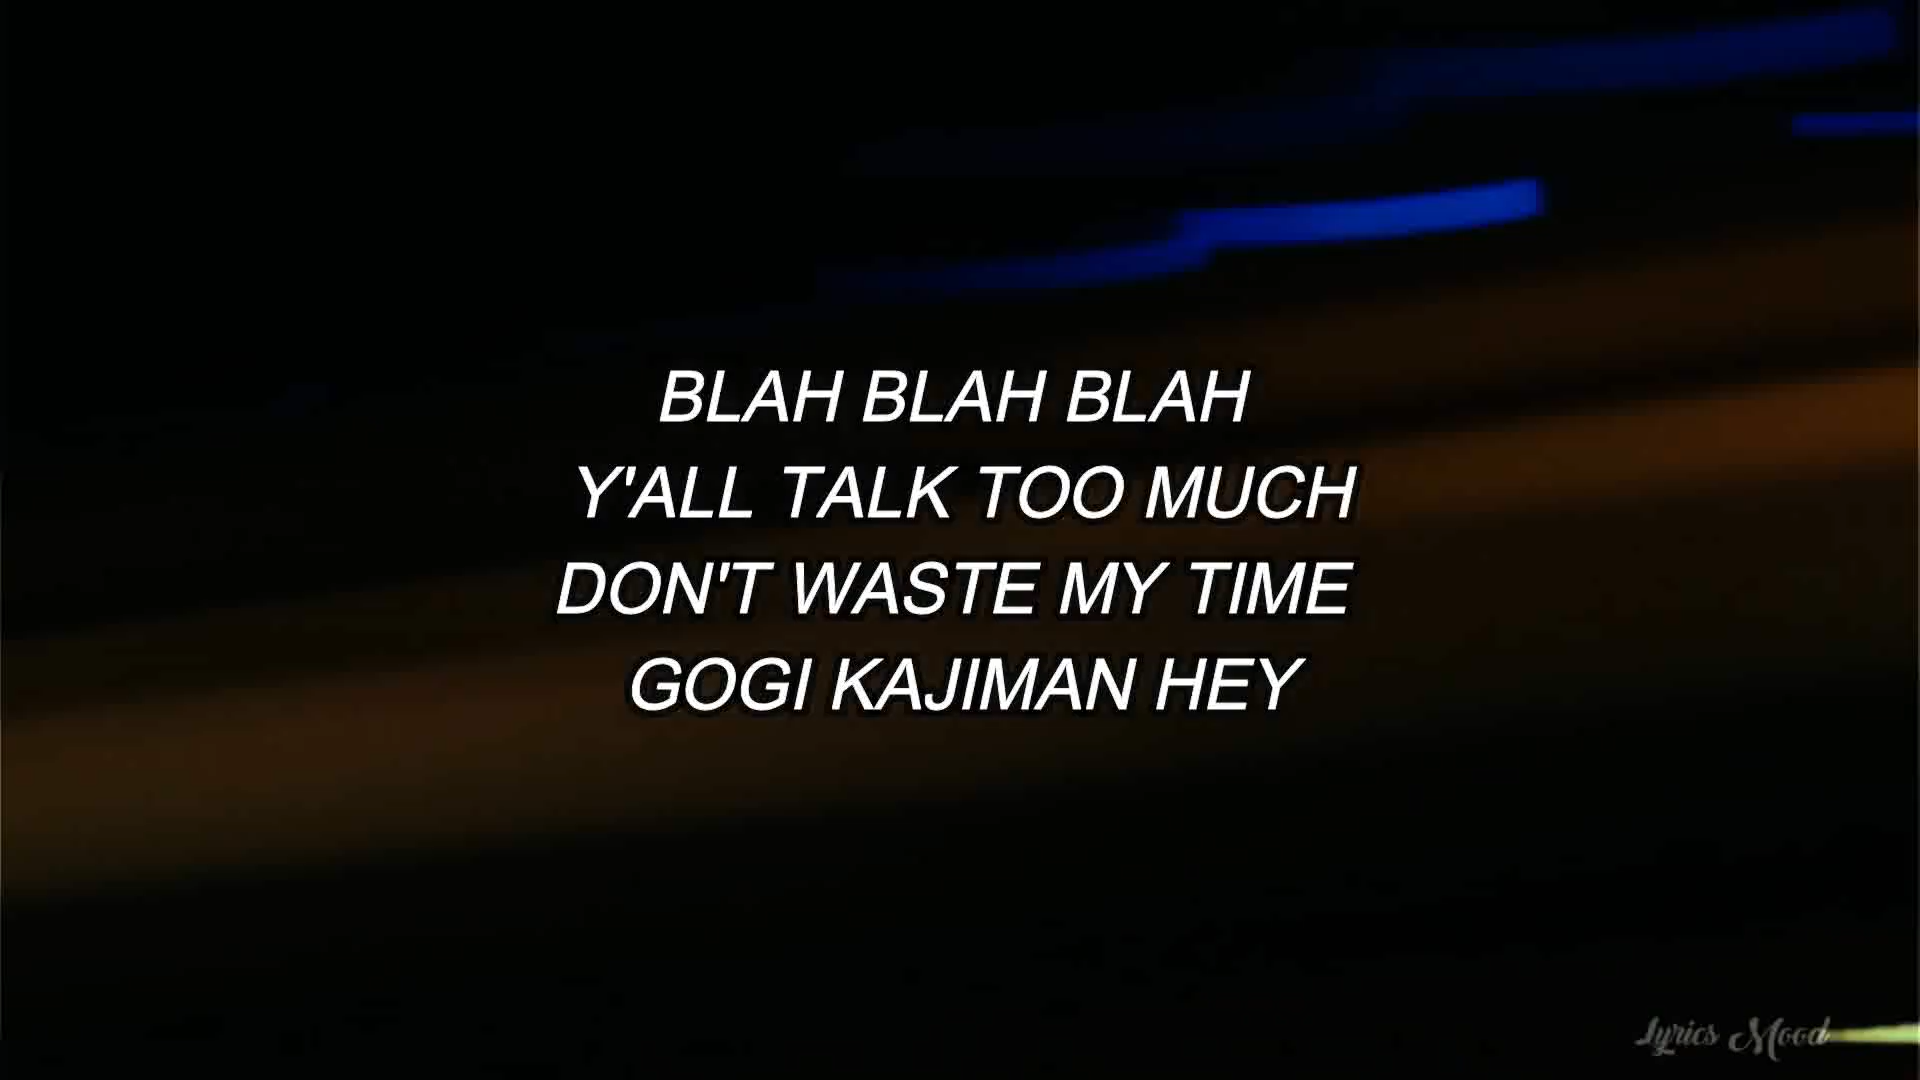 BLAH BLAH BLAH
Y'ALL TALK TOO MUCH
DON'T WASTE MY TIME
GOGI KAJIMAN HEY
Lyrics Mood